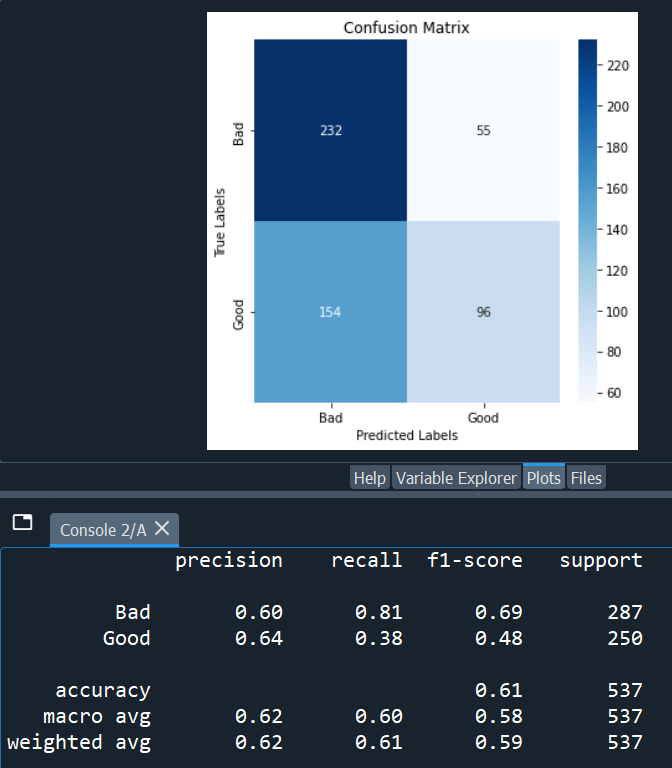 Confusion Matrix
232 55
154 96
Bad
Good
True Labels
Bad Good
Predicted Labels
220
200
180
160
140
120
100
80
60
Help Variable Explorer Plots Files
Console 2/A
precision recall f1-score support
Bad 0.60 0.81 0.69 287
Good 0.64 0.38 0.48 250
accuracy 0.61 537
macro avg 0.62 0.60 0.58 537
weighted avg 0.62 0.61 0.59 537